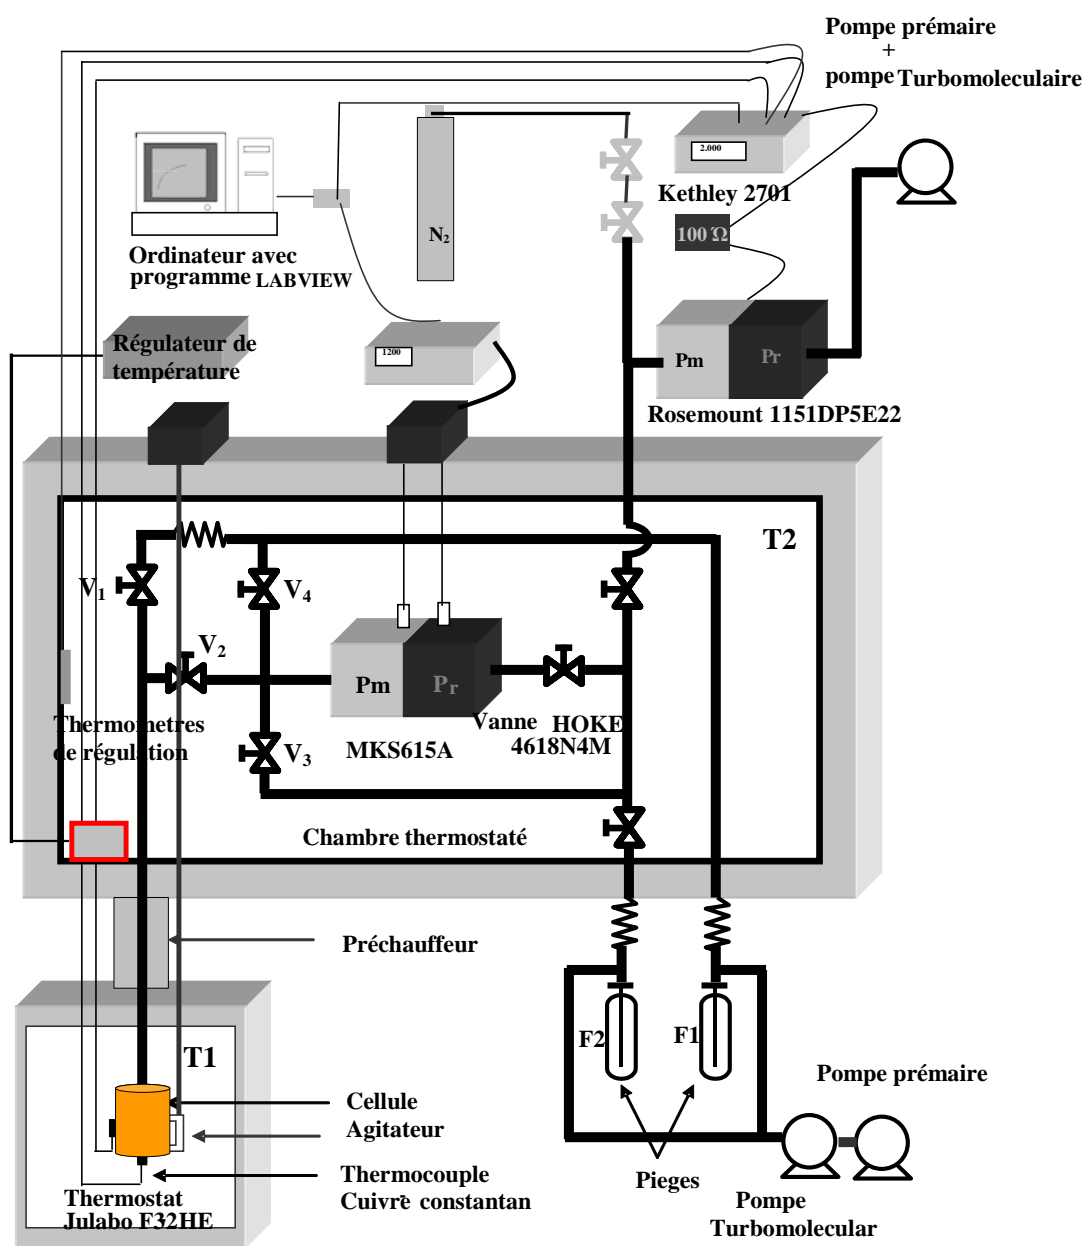 Pompe prémaire
+
pompe Turbomoleculaire
2.000
Kethley 2701
100 Ω
N2
Ordinateur avec
programme LABVIEW
1200
Régulateur de
température
Pm
Pr
Rosemount 1151DP5E22
T2
V1
V4
V2
Pm
Pr
Thermometres
de régulation
V3
MKS615A
Vanne HOKE
4618N4M
Chambre thermostaté
Préchauffeur
T1
F2
F1
Cellule
Agitateur
Pompe prémaire
Thermocouple
Cuivre constantan
Pieges
Thermostat
Julabo F32HE
Pompe
Turbomolecular